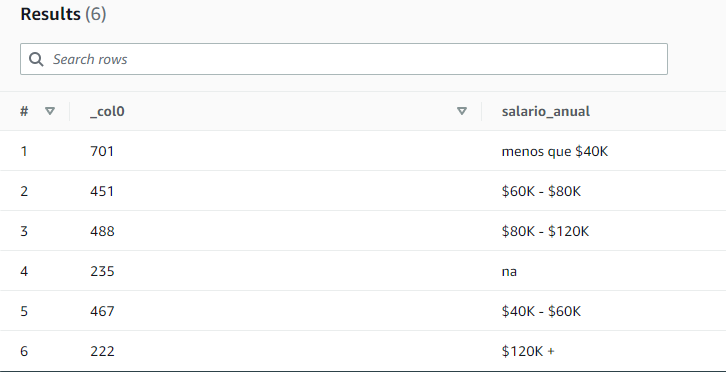 Results (6)
Search rows
# _col0 salario_anual
1 701 menos que $40K
2 451 $60K - $80K
3 488 $80K - $120K
4 235 na
5 467 $40K - $60K
6 222 $120K +